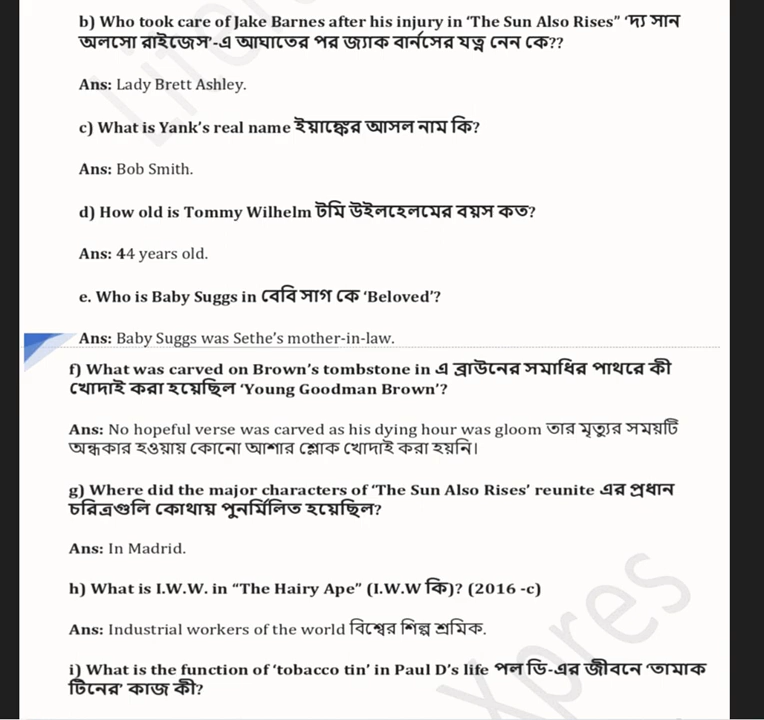 b) Who took care of Jake Barnes after his injury in ‘The Sun Also Rises” ‘দ্য সান
অলসো রাইজেস’-এ আঘাতের পর জ্যাক বার্নসের যত্ন নেন কে??
Ans: Lady Brett Ashley.
c) What is Yank’s real name ইয়াঙ্কের আসল নাম কি?
Ans: Bob Smith.
d) How old is Tommy Wilhelm টমি উইলহেলমের বয়স কত?
Ans: 44 years old.
e. Who is Baby Suggs in বেবি সাগ কে ‘Beloved’?
Ans: Baby Suggs was Sethe’s mother-in-law.
f) What was carved on Brown’s tombstone in এ ব্রাউনের সমাধির পাথরে কী
খোদাই করা হয়েছিল ‘Young Goodman Brown’?
Ans: No hopeful verse was carved as his dying hour was gloom তার মৃত্যুর সময়টি
অন্ধকার হওয়ায় কোনো আশার শ্লোক খোদাই করা হয়নি।
g) Where did the major characters of ‘The Sun Also Rises’ reunite এর প্রধান
চরিত্রগুলি কোথায় পুনর্মিলিত হয়েছিল?
Ans: In Madrid.
h) What is I.W.W. in “The Hairy Ape” (I.W.W কি)? (2016 -c)
Ans: Industrial workers of the world বিশ্বের শিল্প শ্রমিক.
i) What is the function of ‘tobacco tin’ in Paul D’s life পল ডি-এর জীবনে ‘তামাক
টিনের’ কাজ কী?